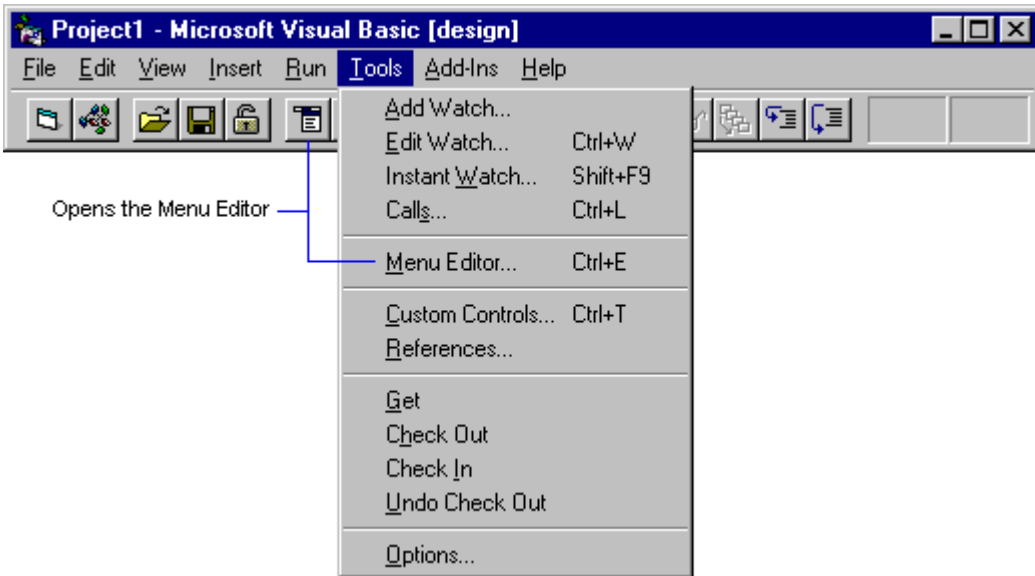 Project1 - Microsoft Visual Basic [design]
File Edit View Insert Run Tools Add-Ins Help
Add Watch...
Edit Watch... Ctrl+W
Instant Watch... Shift+F9
Calls... Ctrl+L
Opens the Menu Editor
Menu Editor... Ctrl+E
Custom Controls... Ctrl+T
References...
Get
Check Out
Check In
Undo Check Out
Options...